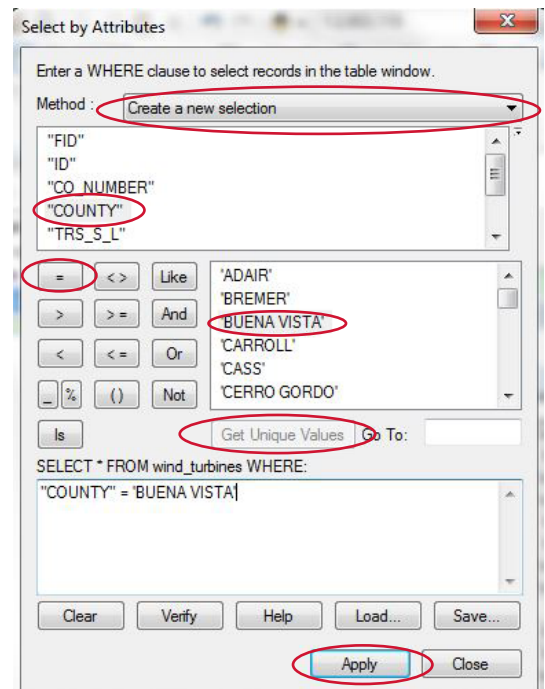 Select by Attributes
Enter a WHERE clause to select records in the table window.
Method : Create a new selection
"FID"
"ID"
"CO_NUMBER"
"COUNTY"
"TRS_S_L"
= < > Like
'ADAIR'
'BREMER'
> > = And
'BUENA VISTA'
'CARROLL'
< < = Or
'CASS'
_ % () Not
'CERRO GORDO'
Is Get Unique Values Go To:
SELECT * FROM wind_turbines WHERE:
"COUNTY" = 'BUENA VISTA'
Clear Verify Help Load... Save...
Apply Close